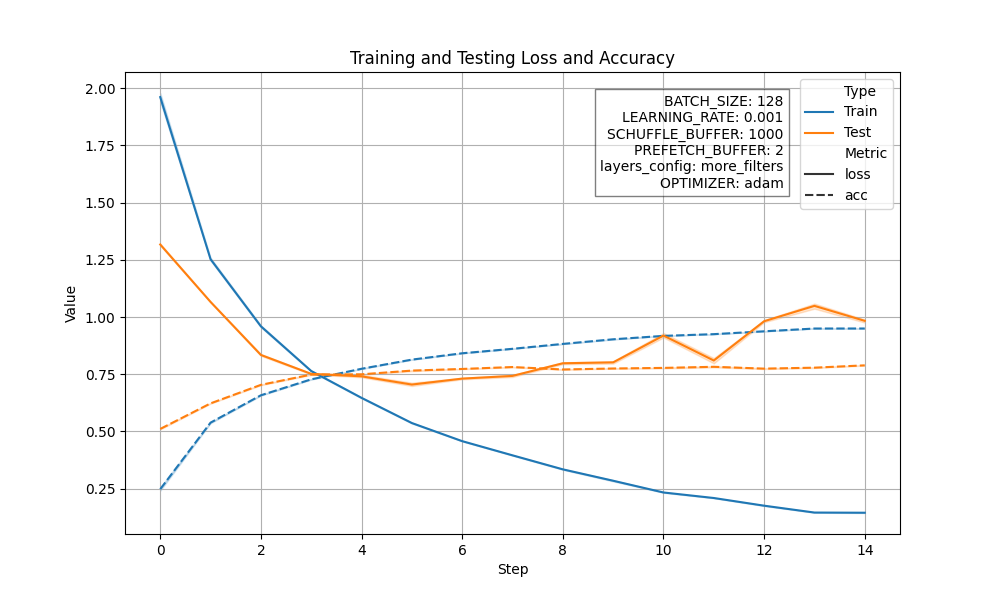 Training and Testing Loss and Accuracy
2.00
1.75
1.50
1.25
1.00
0.75
0.50
0.25
Value
0
2
4
6
8
10
12
14
Step
BATCH_SIZE: 128
LEARNING_RATE: 0.001
SCHUFFLE_BUFFER: 1000
PREFETCH_BUFFER: 2
layers_config: more_filters
OPTIMIZER: adam
Type
Train
Test
Metric
loss
acc